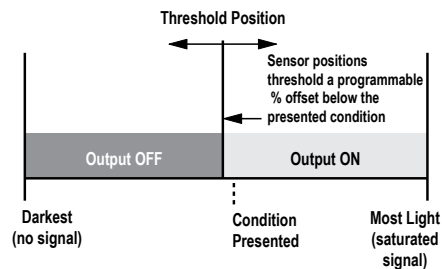 Threshold Position
Sensor positions
threshold a programmable
% offset below the
presented condition
Output OFF
Output ON
Darkest
(no signal)
Condition
Presented
Most Light
(saturated
signal)